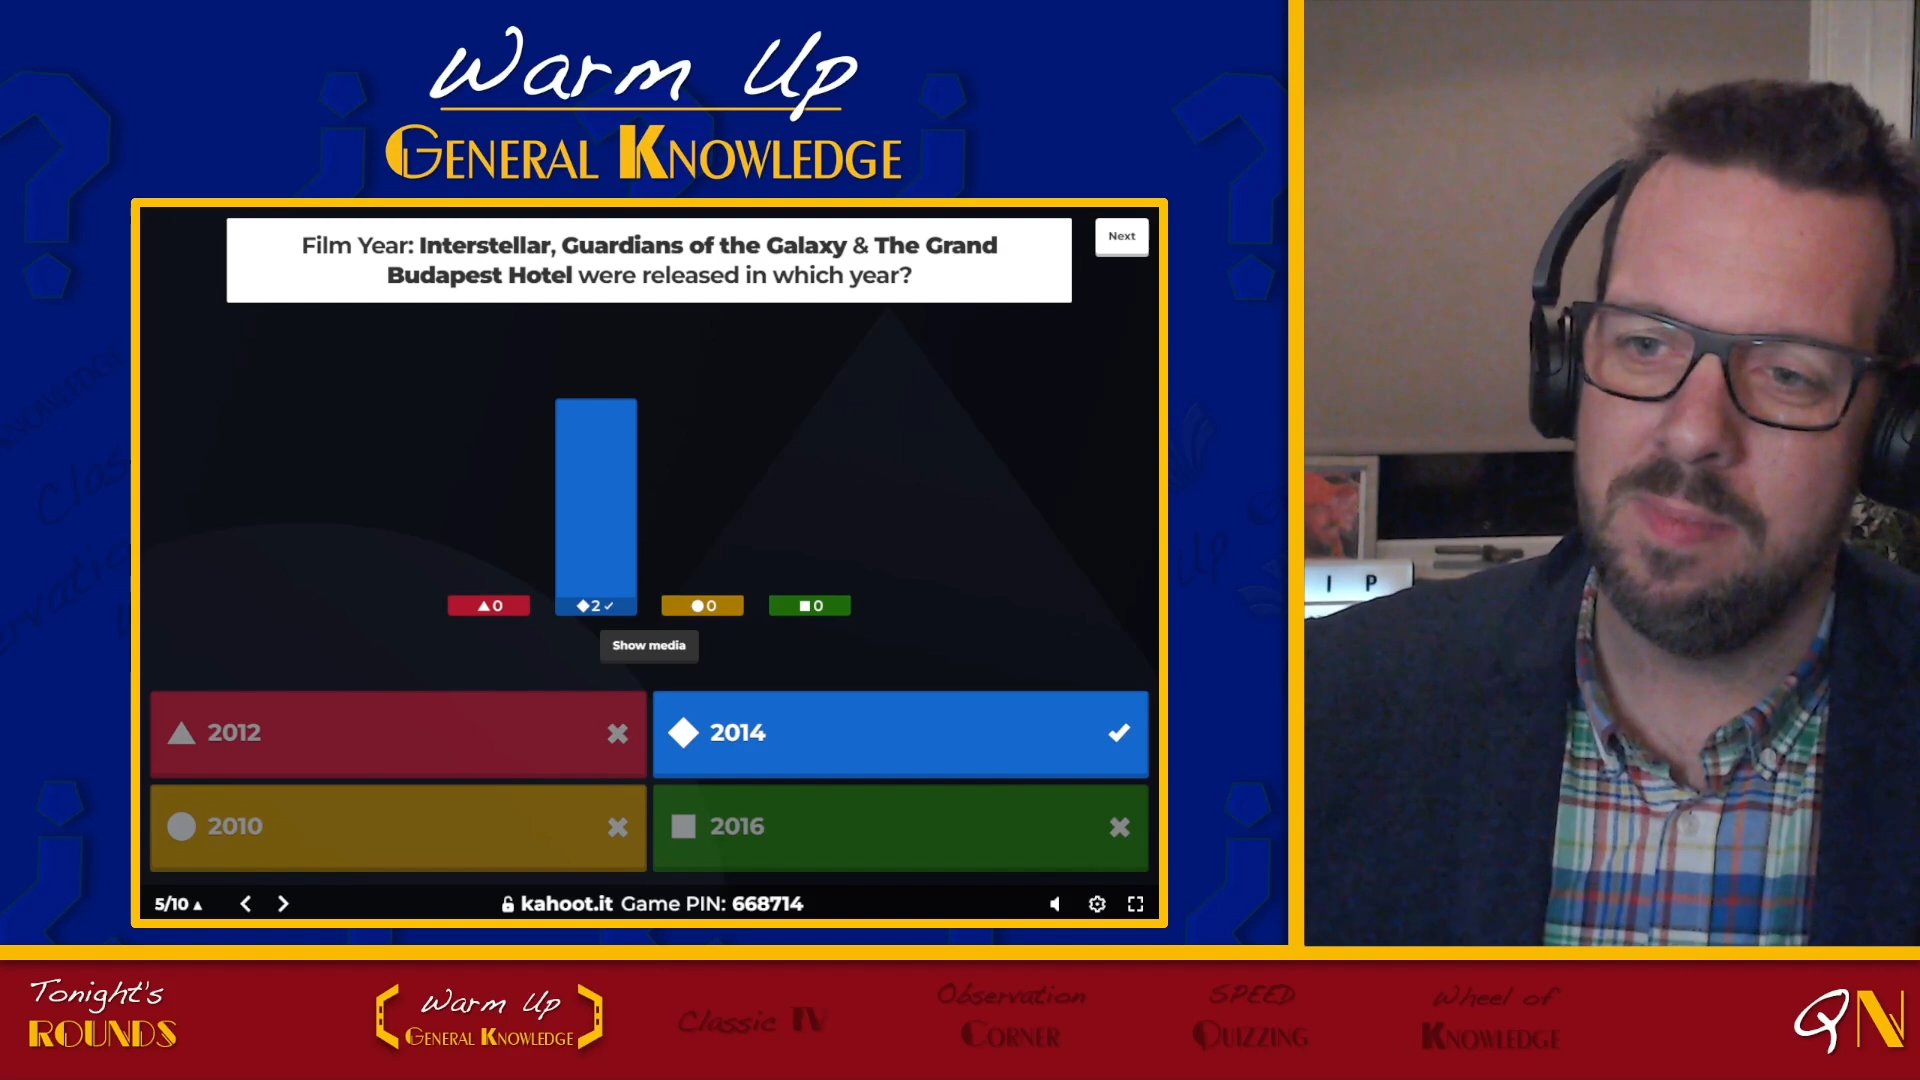 Warm Up
GENERAL KNOWLEDGE
Film Year: Interstellar, Guardians of the Galaxy & The Grand
Budapest Hotel were released in which year?
Next
0
2
0
0
Show media
2012
2014
2010
2016
5/10
kahoot.it Game PIN: 668714
I P
Tonight's
ROUNDS
Warm Up
GENERAL KNOWLEDGE
Classic TV
Observation
CORNER
SPEED
QUIZZING
Wheel of
KNOWLEDGE
QN